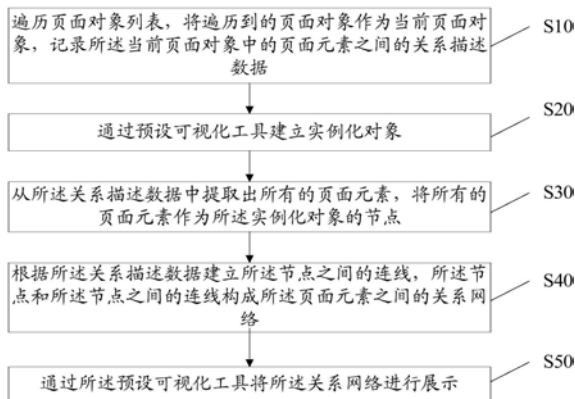 遍历页面对象列表，将遍历到的页面对象作为当前页面对
象，记录所述当前页面对象中的页面元素之间的关系描述
数据
S100
通过预设可视化工具建立实例化对象
S200
从所述关系描述数据中提取出所有的页面元素，将所有的
页面元素作为所述实例化对象的节点
S300
根据所述关系描述数据建立所述节点之间的连线，所述节
点和所述节点之间的连线构成所述页面元素之间的关系网
络
S400
通过所述预设可视化工具将所述关系网络进行展示
S500